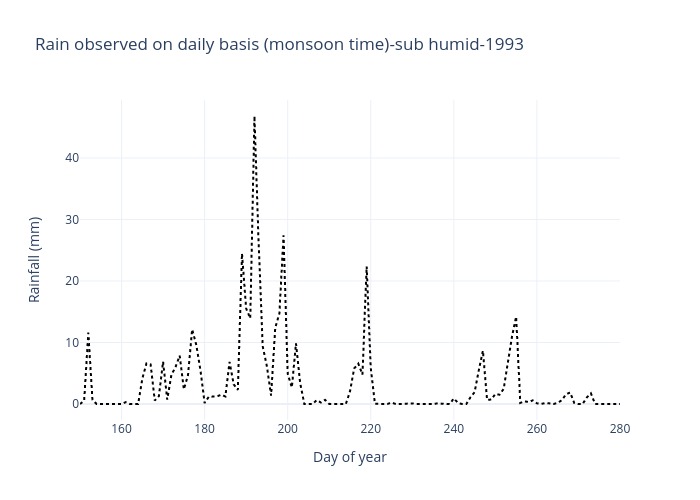 Rain observed on daily basis (monsoon time)-sub humid-1993
Rainfall (mm)
40
30
20
10
0
160 180 200 220 240 260 280
Day of year